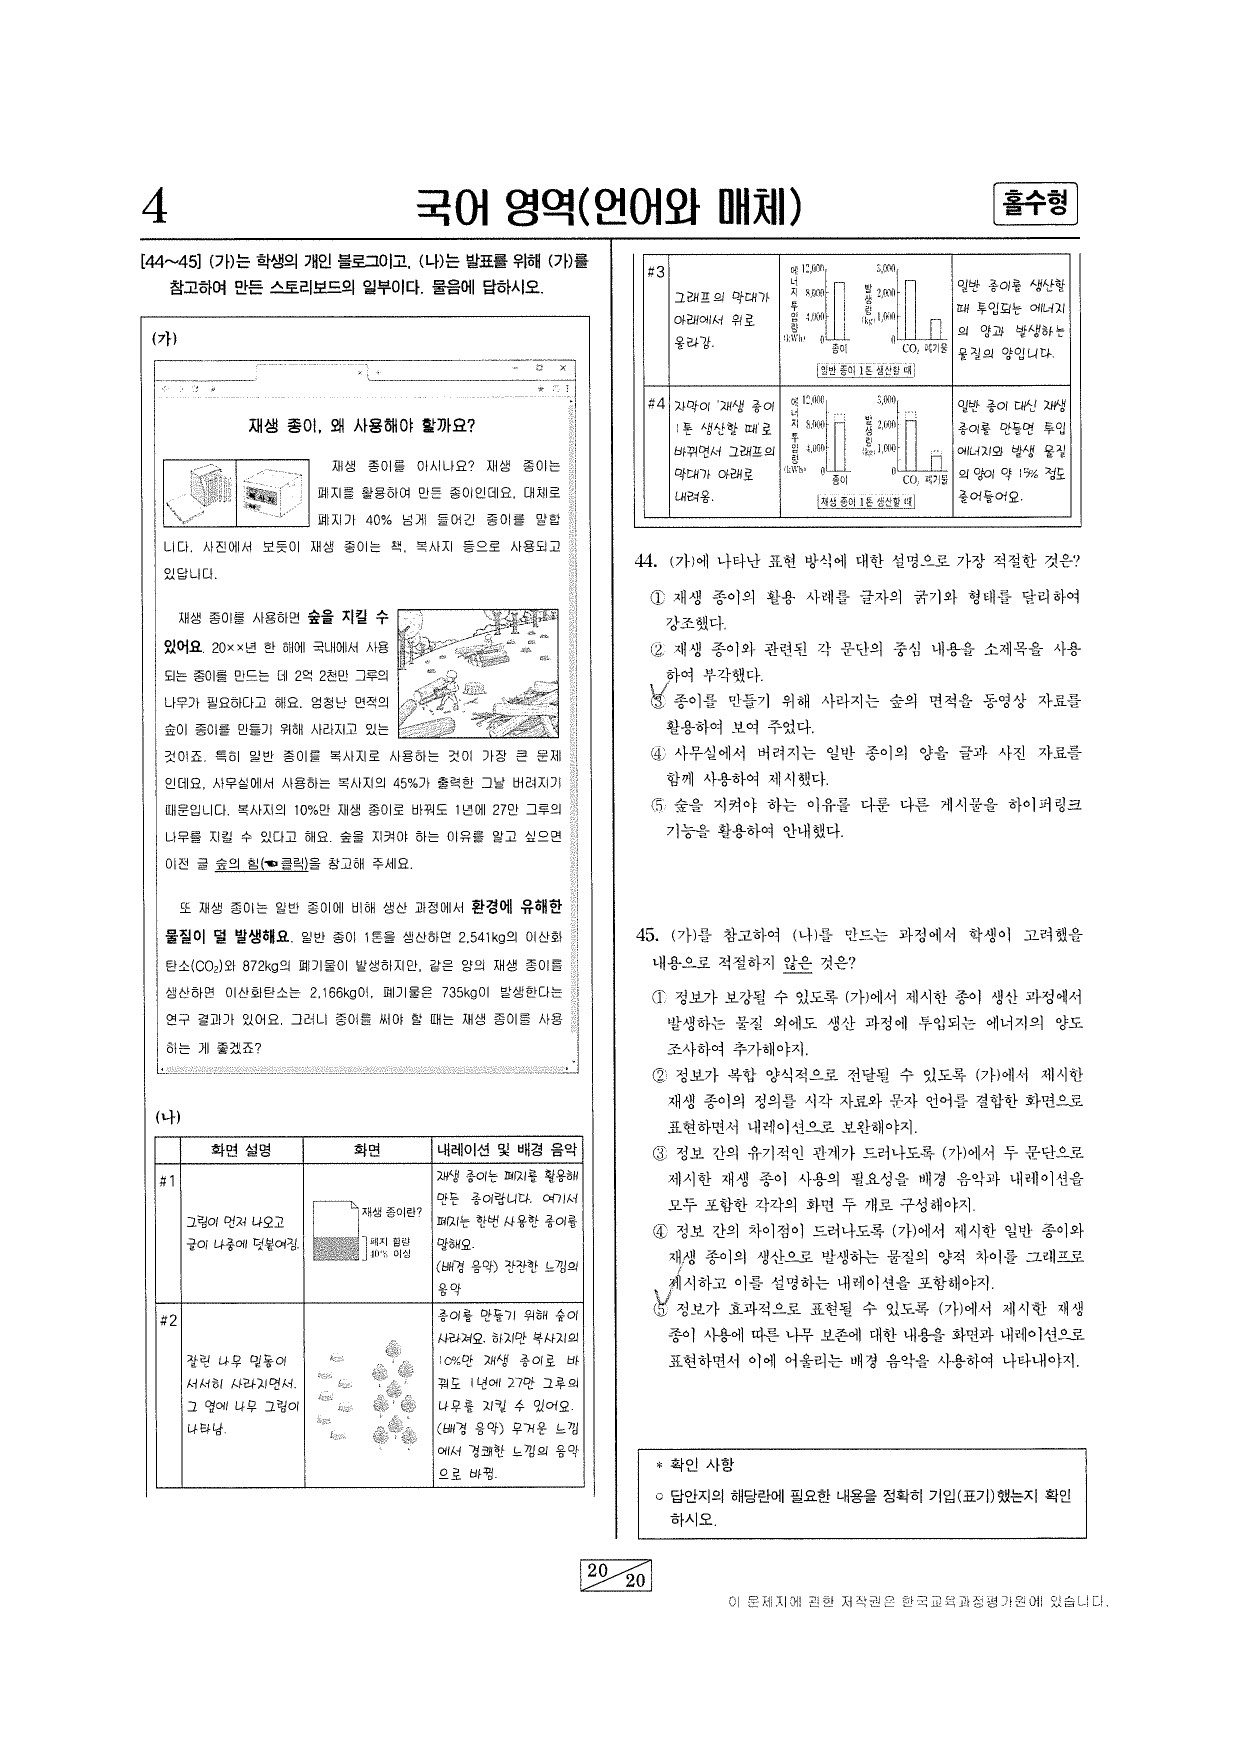 4
국어 영역(언어와 매체)
홀수형
[44～45] (가)는 학생의 개인 블로그이고, (나)는 발표를 위해 (가)를
참고하여 만든 스토리보드의 일부이다. 물음에 답하시오.
(가)
재생 종이, 왜 사용해야 할까요?
재생 종이를 아시나요? 재생 종이는
폐지를 활용하여 만든 종이인데요, 대체로
폐지가 40% 넘게 들어간 종이를 말합
니다. 사진에서 보듯이 재생 종이는 책, 복사지 등으로 사용되고
있답니다.
재생 종이를 사용하면 숲을 지킬 수
있어요. 20××년 한 해에 국내에서 사용
되는 종이를 만드는 데 2억 2천만 그루의
나무가 필요하다고 해요. 엄청난 면적의
숲이 종이를 만들기 위해 사라지고 있는
것이죠. 특히 일반 종이를 복사지로 사용하는 것이 가장 큰 문제
인데요, 사무실에서 사용하는 복사지의 45%가 출력한 그날 버려지기
때문입니다. 복사지의 10%만 재생 종이로 바꿔도 1년에 27만 그루의
나무를 지킬 수 있다고 해요. 숲을 지켜야 하는 이유를 알고 싶으면
이전 글 숲의 힘(☚클릭)을 참고해 주세요.
또 재생 종이는 일반 종이에 비해 생산 과정에서 환경에 유해한
물질이 덜 발생해요. 일반 종이 1톤을 생산하면 2,541kg의 이산화
탄소(CO₂)와 872kg의 폐기물이 발생하지만, 같은 양의 재생 종이를
생산하면 이산화탄소는 2,166kg이, 폐기물은 735kg이 발생한다는
연구 결과가 있어요. 그러니 종이를 써야 할 때는 재생 종이를 사용
하는 게 좋겠죠?
(나)
화면 설명
화면
내레이션 및 배경 음악
#1
그림이 먼저 나오고
글이 나중에 덧붙여짐.
재생 종이란?
폐지 함량
40% 이상
재생 종이는 폐지를 활용해
만든 종이랍니다. 여기서
폐지는 한번 사용한 종이를
말해요.
(배경 음악) 잔잔한 느낌의
음악
#2
잘린 나무 밑동이
서서히 사라지면서,
그 옆에 나무 그림이
나타남.
종이를 만들기 위해 숲이
사라져요. 하지만 복사지의
10%만 재생 종이로 바
꿔도 1년에 27만 그루의
나무를 지킬 수 있어요.
(배경 음악) 무거운 느낌
에서 경쾌한 느낌의 음악
으로 바뀜.
#3
그래프의 막대가
아래에서 위로
올라감.
에너지 투입량
(kWh)
12,000
8,000
4,000
0
종이
발생량
(kg)
3,000
2,000
1,000
0
CO₂ 폐기물
일반 종이 1톤 생산할 때
일반 종이를 생산할
때 투입되는 에너지
의 양과 발생하는
물질의 양입니다.
#4
자막이 '재생 종이
1톤 생산할 때'로
바뀌면서 그래프의
막대가 아래로
내려옴.
에너지 투입량
(kWh)
12,000
8,000
4,000
0
종이
발생량
(kg)
3,000
2,000
1,000
0
CO₂ 폐기물
재생 종이 1톤 생산할 때
일반 종이 대신 재생
종이를 만들면 투입
에너지와 발생 물질
의 양이 약 15% 정도
줄어들어요.
44. (가)에 나타난 표현 방식에 대한 설명으로 가장 적절한 것은?
① 재생 종이의 활용 사례를 글자의 굵기와 형태를 달리하여
강조했다.
② 재생 종이와 관련된 각 문단의 중심 내용을 소제목을 사용
하여 부각했다.
③ 종이를 만들기 위해 사라지는 숲의 면적을 동영상 자료를
활용하여 보여 주었다.
④ 사무실에서 버려지는 일반 종이의 양을 글과 사진 자료를
함께 사용하여 제시했다.
⑤ 숲을 지켜야 하는 이유를 다룬 다른 게시물을 하이퍼링크
기능을 활용하여 안내했다.
45. (가)를 참고하여 (나)를 만드는 과정에서 학생이 고려했을
내용으로 적절하지 않은 것은?
① 정보가 보강될 수 있도록 (가)에서 제시한 종이 생산 과정에서
발생하는 물질 외에도 생산 과정에 투입되는 에너지의 양도
조사하여 추가해야지.
② 정보가 복합 양식적으로 전달될 수 있도록 (가)에서 제시한
재생 종이의 정의를 시각 자료와 문자 언어를 결합한 화면으로
표현하면서 내레이션으로 보완해야지.
③ 정보 간의 유기적인 관계가 드러나도록 (가)에서 두 문단으로
제시한 재생 종이 사용의 필요성을 배경 음악과 내레이션을
모두 포함한 각각의 화면 두 개로 구성해야지.
④ 정보 간의 차이점이 드러나도록 (가)에서 제시한 일반 종이와
재생 종이의 생산으로 발생하는 물질의 양적 차이를 그래프로
제시하고 이를 설명하는 내레이션을 포함해야지.
⑤ 정보가 효과적으로 표현될 수 있도록 (가)에서 제시한 재생
종이 사용에 따른 나무 보존에 대한 내용을 화면과 내레이션으로
표현하면서 이에 어울리는 배경 음악을 사용하여 나타내야지.
* 확인 사항
○ 답안지의 해당란에 필요한 내용을 정확히 기입(표기)했는지 확인
하시오.
20
20
이 문제지에 관한 저작권은 한국교육과정평가원에 있습니다.